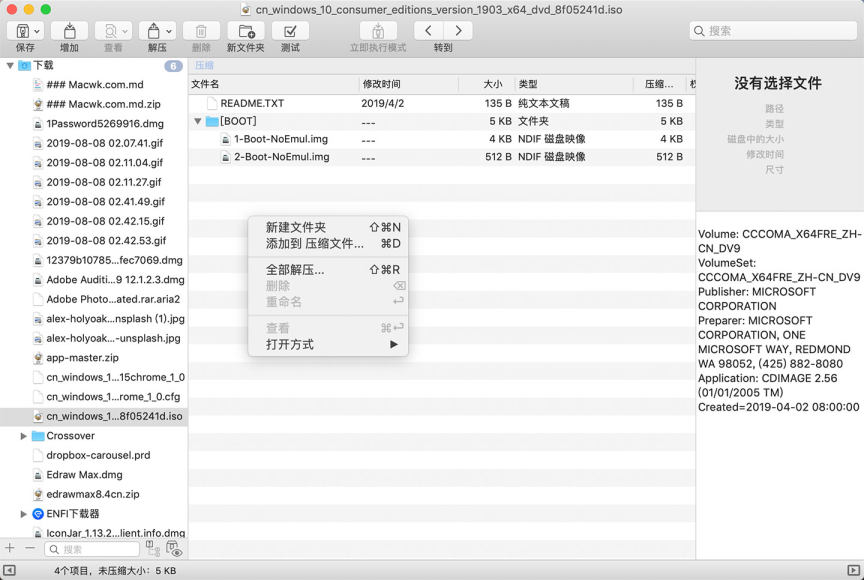 cn_windows_10_consumer_editions_version_1903_x64_dvd_8f05241d.iso
保存 增加 查看 解压 删除 新文件夹 测试 立即执行模式 转到 搜索
下载 6
### Macwk.com.md
### Macwk.com.md.zip
1Password5269916.dmg
2019-08-08 02.07.41.gif
2019-08-08 02.11.04.gif
2019-08-08 02.11.27.gif
2019-08-08 02.41.49.gif
2019-08-08 02.42.15.gif
2019-08-08 02.42.53.gif
12379b10785...fec7069.dmg
Adobe Auditi...9 12.1.2.3.dmg
Adobe Photo...ated.rar.aria2
alex-holyoak...nsplash (1).jpg
alex-holyoak...-unsplash.jpg
app-master.zip
cn_windows_1...15chrome_1_0
cn_windows_1...rome_1_0.cfg
cn_windows_1...8f05241d.iso
Crossover
dropbox-carousel.prd
Edraw Max.dmg
edrawmax8.4cn.zip
ENFI下载器
IconJar_1.13.2...lient.info.dmg
搜索
压缩
文件名 修改时间 大小 类型 压缩...
README.TXT 2019/4/2 135 B 纯文本文稿 135 B
[BOOT] --- 5 KB 文件夹 5 KB
1-Boot-NoEmul.img --- 4 KB NDIF 磁盘映像 4 KB
2-Boot-NoEmul.img --- 512 B NDIF 磁盘映像 512 B
新建文件夹 ⇧⌘N
添加到 压缩文件... ⌘D
全部解压... ⇧⌘R
删除 ⌫
重命名 ↩
查看 ⌘↩
打开方式 ▶
没有选择文件
路径
类型
磁盘中的大小
修改时间
尺寸
Volume: CCCOMA_X64FRE_ZH-
CN_DV9
VolumeSet:
CCCOMA_X64FRE_ZH-CN_DV9
Publisher: MICROSOFT
CORPORATION
Preparer: MICROSOFT
CORPORATION, ONE
MICROSOFT WAY, REDMOND
WA 98052, (425) 882-8080
Application: CDIMAGE 2.56
(01/01/2005 TM)
Created=2019-04-02 08:00:00
4个项目，未压缩大小：5 KB